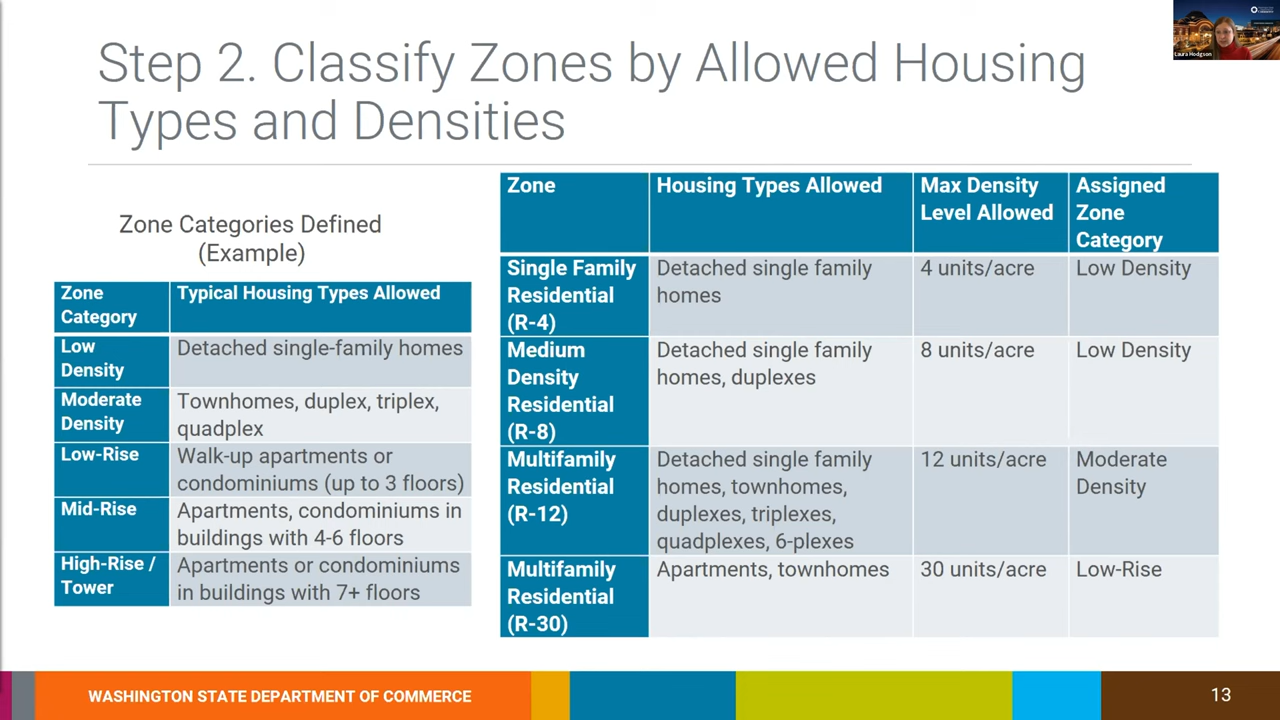 Step 2. Classify Zones by Allowed Housing
Types and Densities
Laura Hodgson
Zone Categories Defined
(Example)
Zone
Category
Typical Housing Types Allowed
Low
Density
Detached single-family homes
Moderate
Density
Townhomes, duplex, triplex,
quadplex
Low-Rise
Walk-up apartments or
condominiums (up to 3 floors)
Mid-Rise
Apartments, condominiums in
buildings with 4-6 floors
High-Rise /
Tower
Apartments or condominiums
in buildings with 7+ floors
Zone
Housing Types Allowed
Max Density
Level Allowed
Assigned
Zone
Category
Single Family
Residential
(R-4)
Detached single family
homes
4 units/acre
Low Density
Medium
Density
Residential
(R-8)
Detached single family
homes, duplexes
8 units/acre
Low Density
Multifamily
Residential
(R-12)
Detached single family
homes, townhomes,
duplexes, triplexes,
quadplexes, 6-plexes
12 units/acre
Moderate
Density
Multifamily
Residential
(R-30)
Apartments, townhomes
30 units/acre
Low-Rise
WASHINGTON STATE DEPARTMENT OF COMMERCE
13